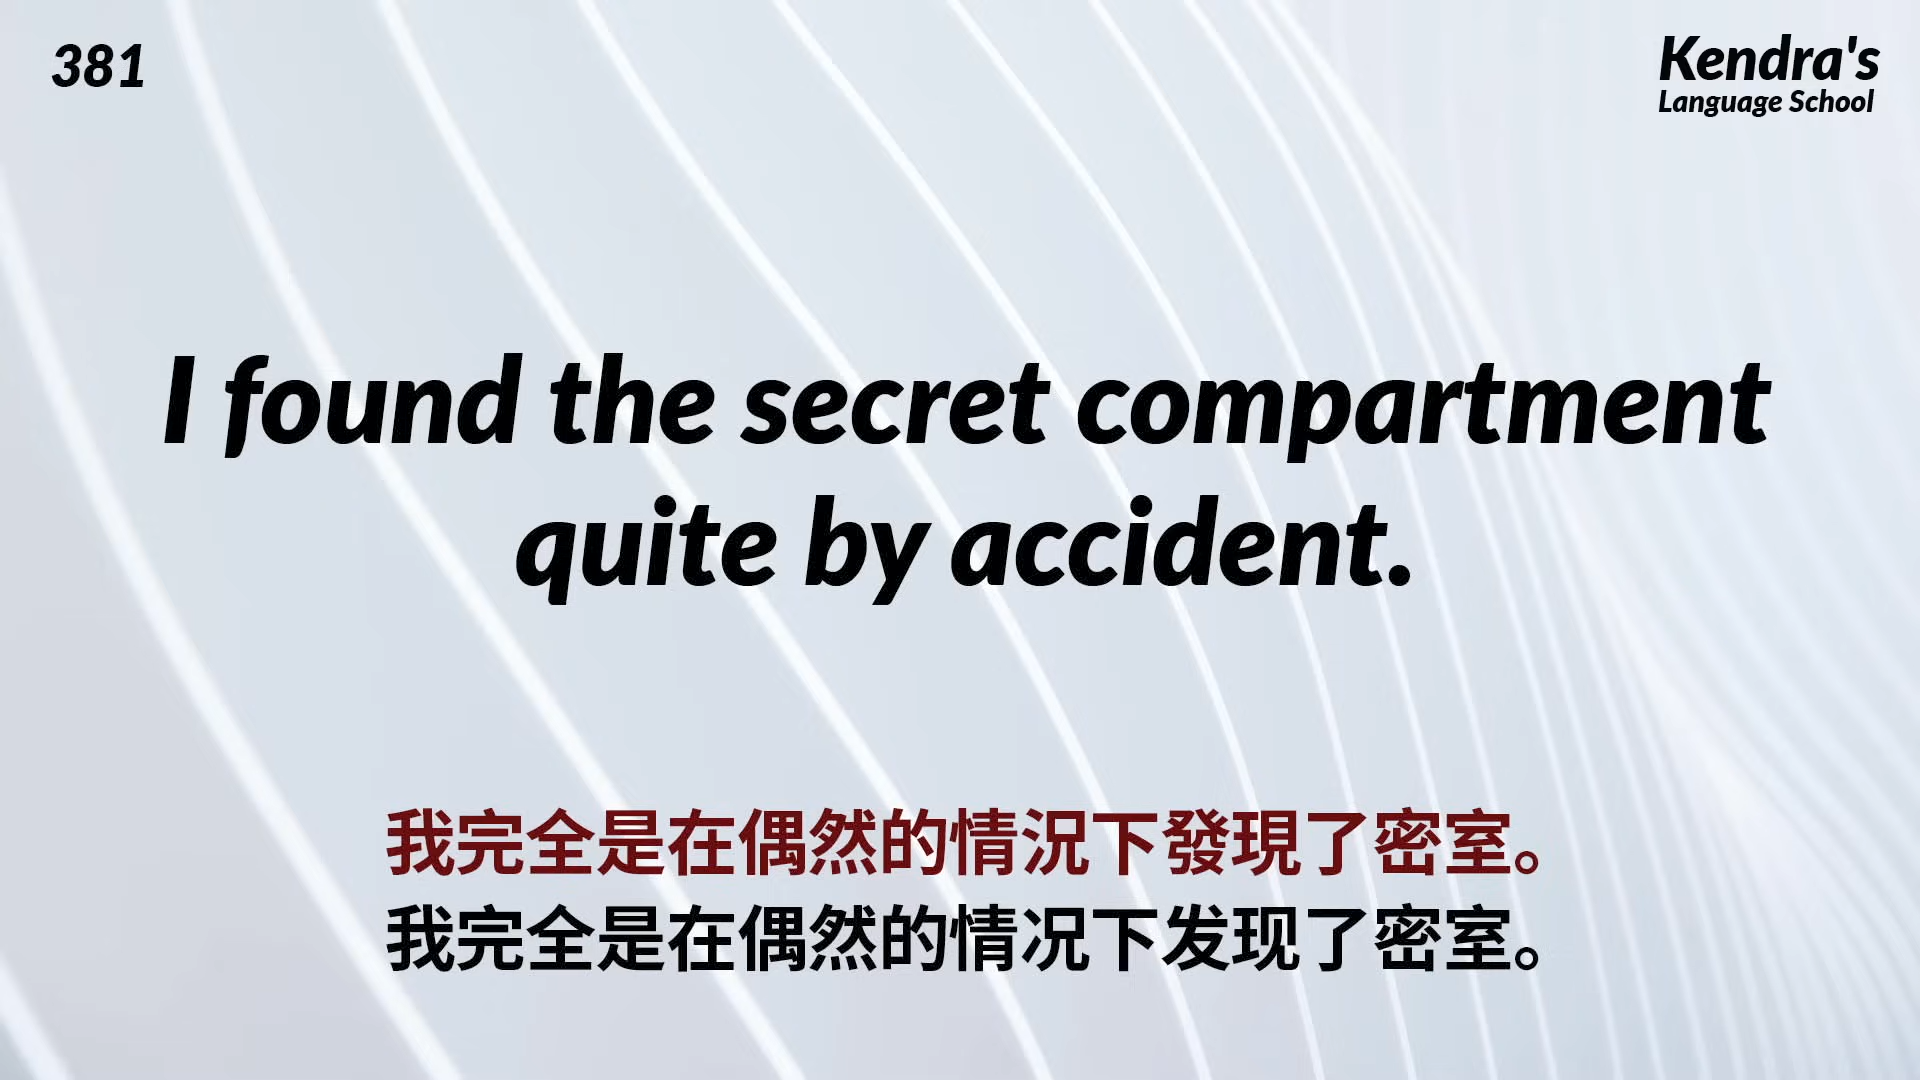 381
Kendra's
Language School
I found the secret compartment
quite by accident.
我完全是在偶然的情況下發現了密室。
我完全是在偶然的情况下发现了密室。